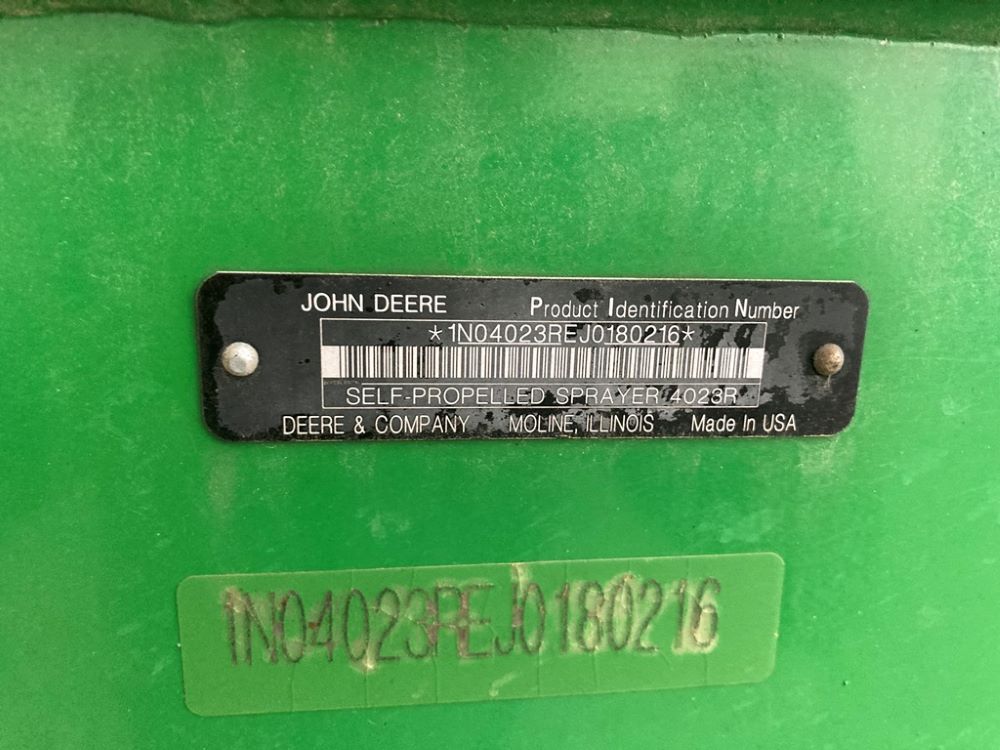 JOHN DEERE Product Identification Number
*1N04023REJ0180216*
SELF-PROPELLED SPRAYER 4023R
DEERE & COMPANY MOLINE, ILLINOIS Made In USA
1N04023REJ0180216